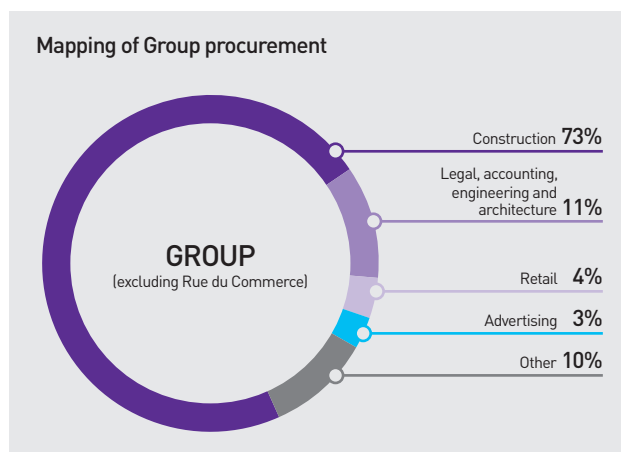 Mapping of Group procurement
Construction 73%
Legal, accounting,
engineering and
architecture 11%
GROUP
(excluding Rue du Commerce)
Retail 4%
Advertising 3%
Other 10%